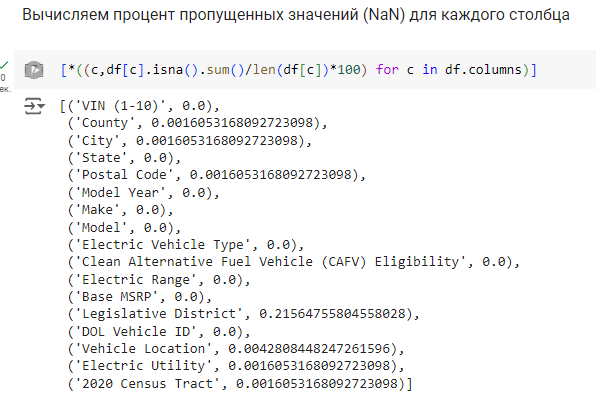 Вычисляем процент пропущенных значений (NaN) для каждого столбца
[*((c,df[c].isna().sum()/len(df[c])*100) for c in df.columns)]
0
ек.
[('VIN (1-10)', 0.0),
('County', 0.0016053168092723098),
('City', 0.0016053168092723098),
('State', 0.0),
('Postal Code', 0.0016053168092723098),
('Model Year', 0.0),
('Make', 0.0),
('Model', 0.0),
('Electric Vehicle Type', 0.0),
('Clean Alternative Fuel Vehicle (CAFV) Eligibility', 0.0),
('Electric Range', 0.0),
('Base MSRP', 0.0),
('Legislative District', 0.21564755804558028),
('DOL Vehicle ID', 0.0),
('Vehicle Location', 0.0042808448247261596),
('Electric Utility', 0.0016053168092723098),
('2020 Census Tract', 0.0016053168092723098)]